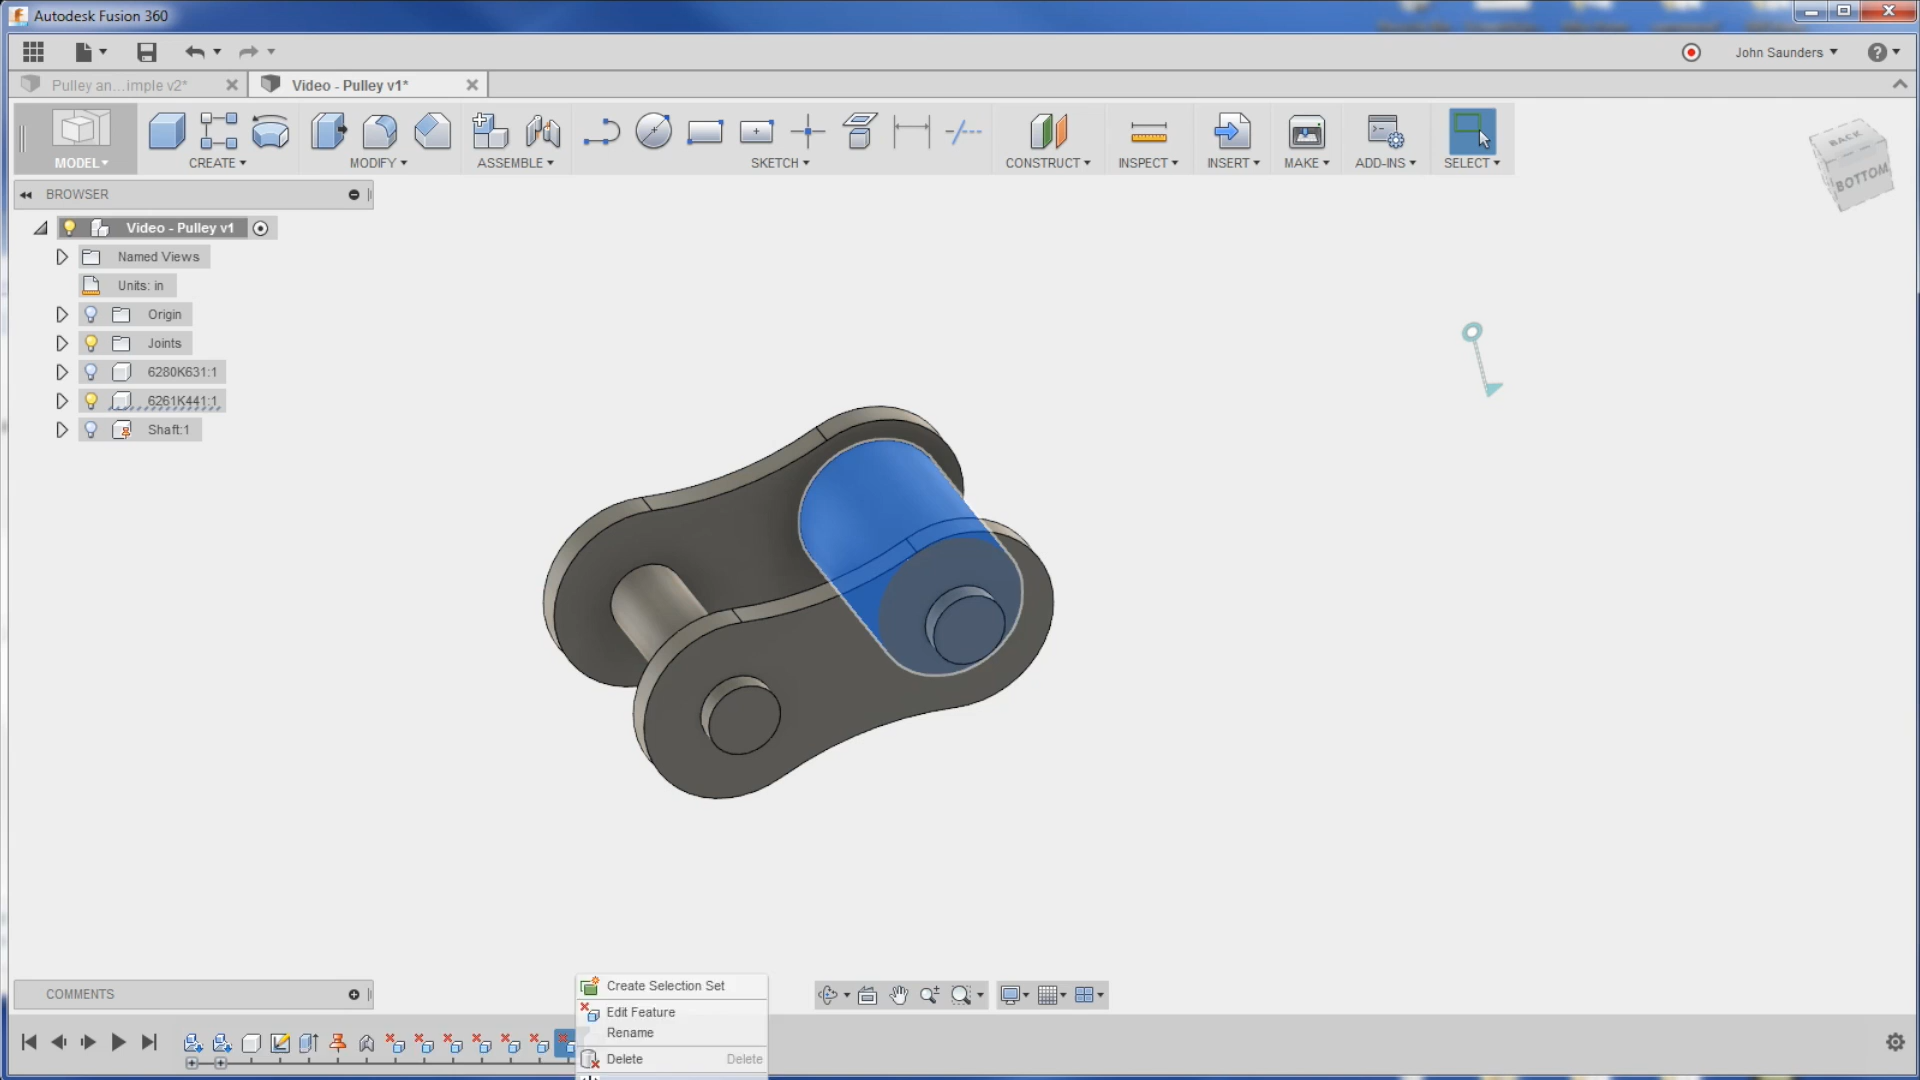 Autodesk Fusion 360
John Saunders
Pulley an...imple v2*
Video - Pulley v1*
MODEL
CREATE
MODIFY
ASSEMBLE
SKETCH
CONSTRUCT
INSPECT
INSERT
MAKE
ADD-INS
SELECT
BACK
BOTTOM
BROWSER
Video - Pulley v1
Named Views
Units: in
Origin
Joints
6280K631:1
6261K441:1
Shaft:1
COMMENTS
Create Selection Set
Edit Feature
Rename
Delete Delete